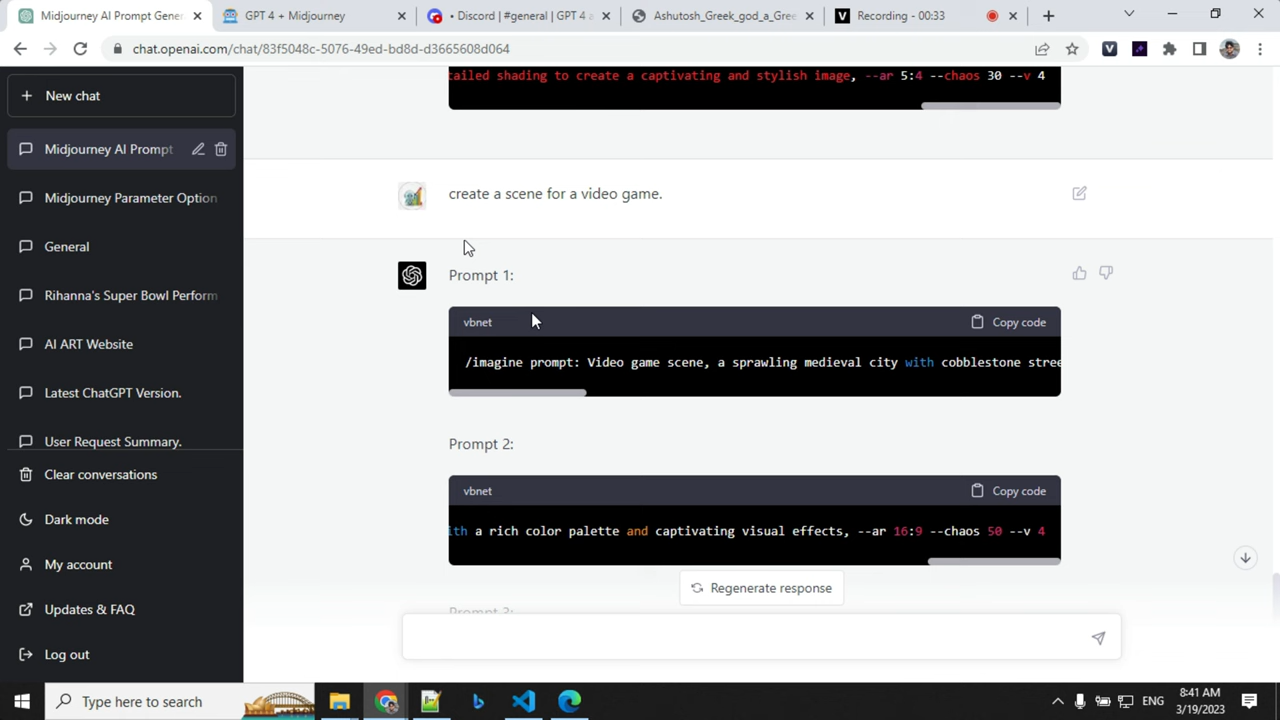 Midjourney AI Prompt Gener
GPT 4 + Midjourney
• Discord | #general | GPT 4 a
Ashutosh_Greek_god_a_Gree
Recording - 00:33
chat.openai.com/chat/83f5048c-5076-49ed-bd8d-d3665608d064
New chat
Midjourney AI Prompt
Midjourney Parameter Option
General
Rihanna's Super Bowl Perform
AI ART Website
Latest ChatGPT Version.
User Request Summary.
Clear conversations
Dark mode
My account
Updates & FAQ
Log out
tailed shading to create a captivating and stylish image, --ar 5:4 --chaos 30 --v 4
create a scene for a video game.
Prompt 1:
vbnet
Copy code
/imagine prompt: Video game scene, a sprawling medieval city with cobblestone stree
Prompt 2:
vbnet
Copy code
ith a rich color palette and captivating visual effects, --ar 16:9 --chaos 50 --v 4
Regenerate response
Prompt 3:
Type here to search
ENG
8:41 AM
3/19/2023